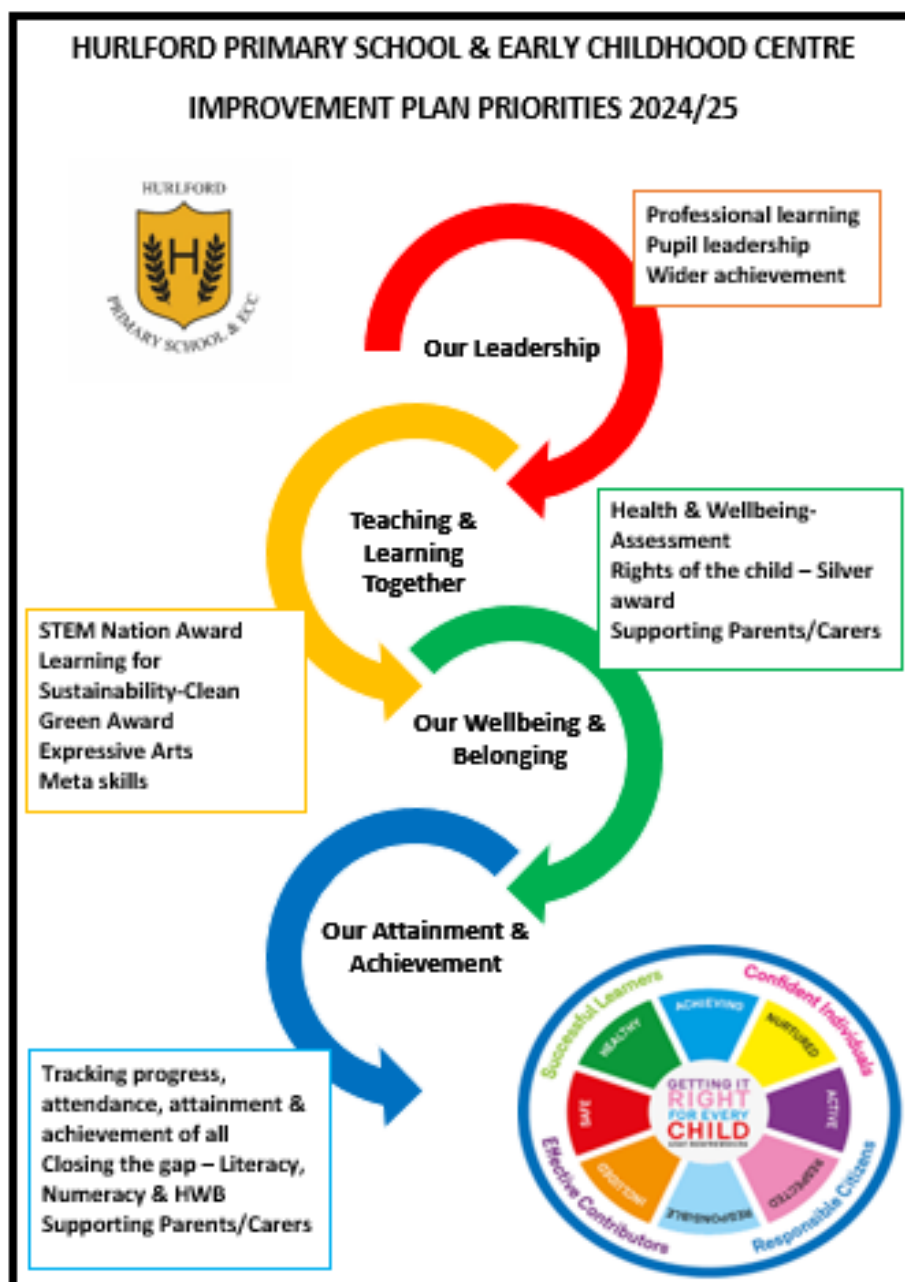 HURLFORD PRIMARY SCHOOL & EARLY CHILDHOOD CENTRE
IMPROVEMENT PLAN PRIORITIES 2024/25
HURLFORD
H
PRIMARY SCHOOL & ECC
Professional learning
Pupil leadership
Wider achievement
Our Leadership
Teaching &
Learning
Together
Health & Wellbeing-
Assessment
Rights of the child – Silver
award
Supporting Parents/Carers
STEM Nation Award
Learning for
Sustainability-Clean
Green Award
Expressive Arts
Meta skills
Our Wellbeing &
Belonging
Our Attainment &
Achievement
Tracking progress,
attendance, attainment &
achievement of all
Closing the gap – Literacy,
Numeracy & HWB
Supporting Parents/Carers
Successful Learners
Confident Individuals
Responsible Citizens
Effective Contributors
ACHIEVING
NURTURED
ACTIVE
RESPECTED
RESPONSIBLE
INCLUDED
SAFE
HEALTHY
GETTING IT
RIGHT
FOR EVERY
CHILD